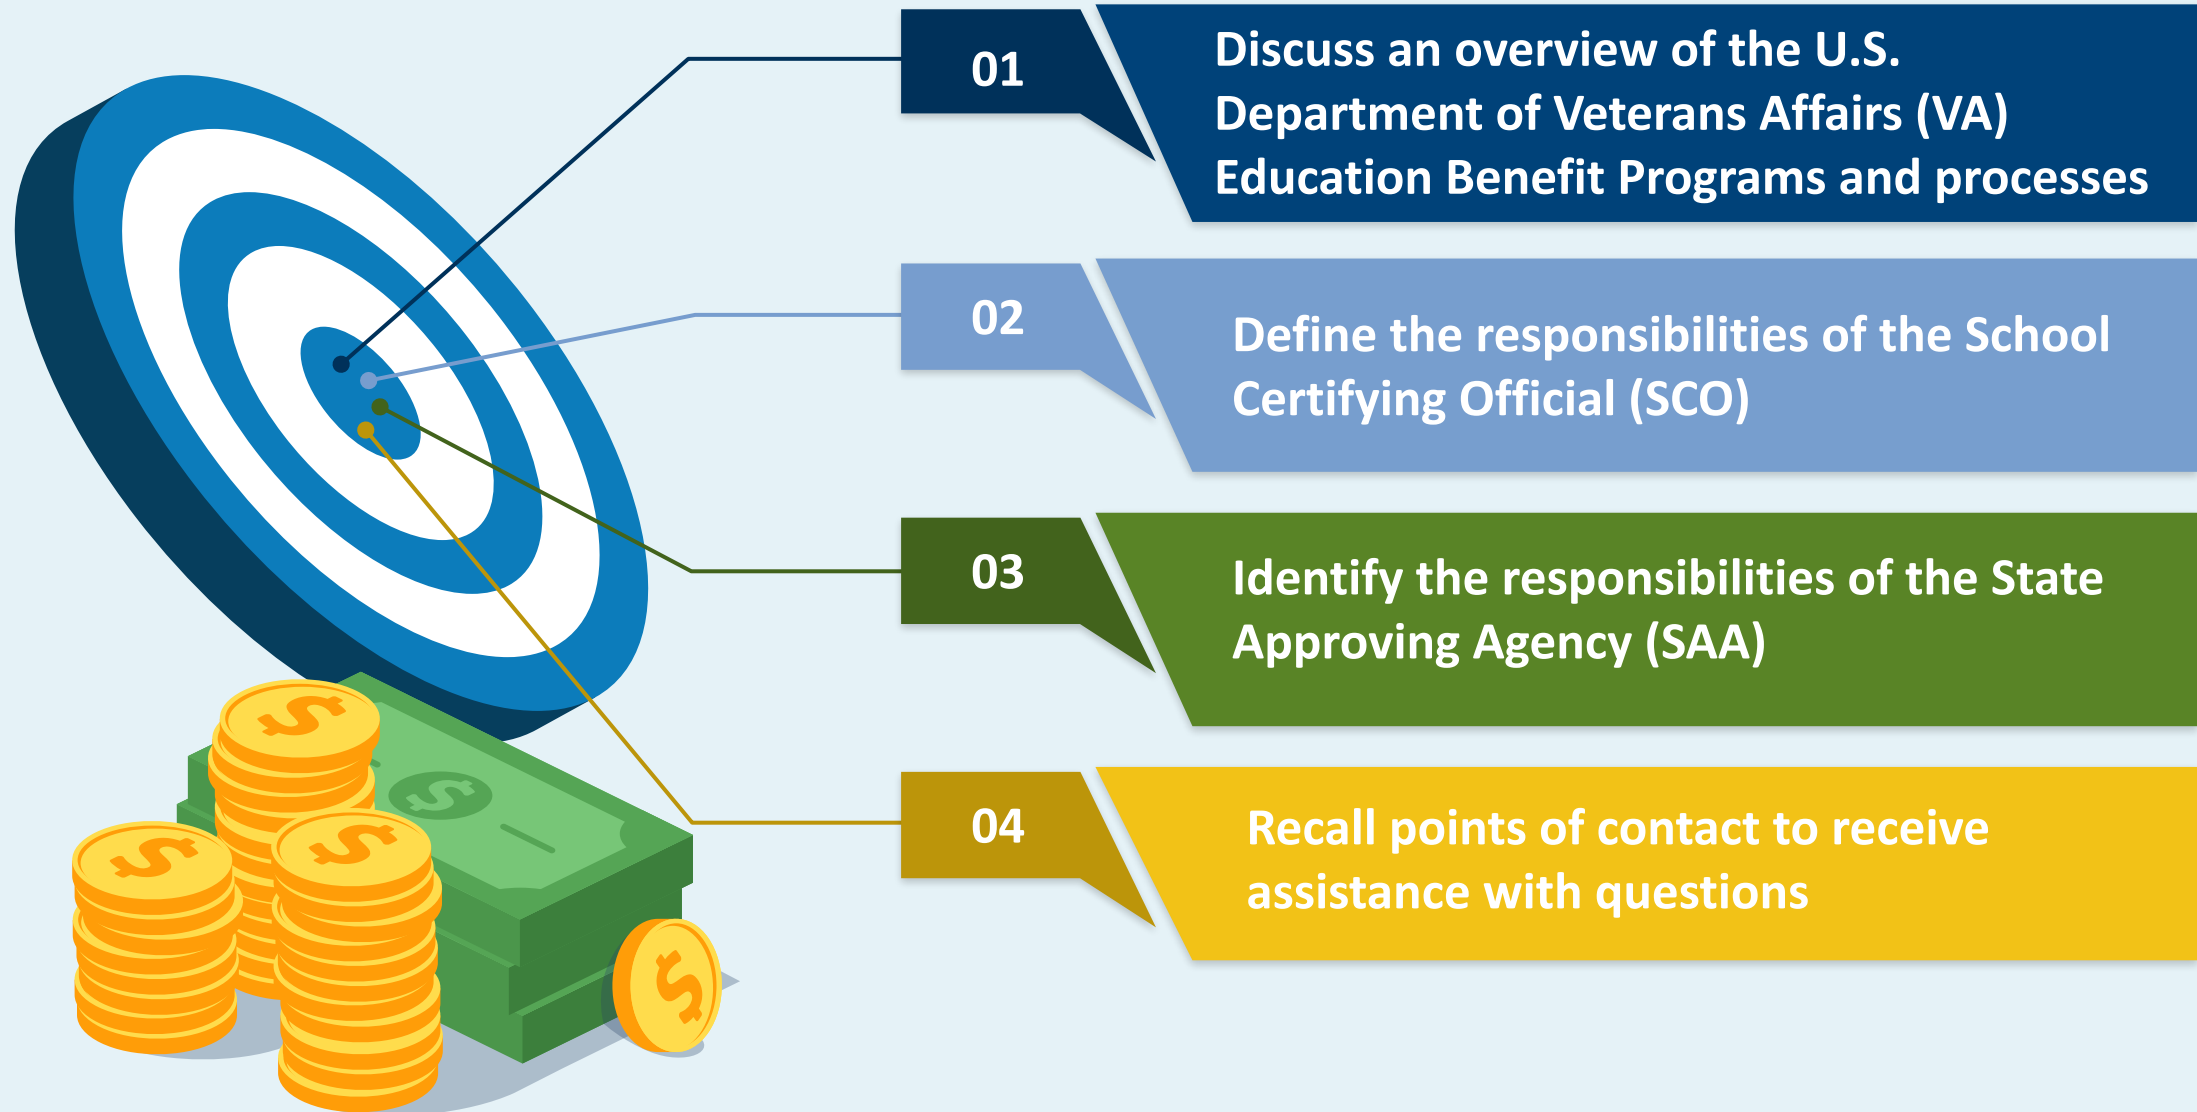 01
Discuss an overview of the U.S.
Department of Veterans Affairs (VA)
Education Benefit Programs and processes
02
Define the responsibilities of the School
Certifying Official (SCO)
03
Identify the responsibilities of the State
Approving Agency (SAA)
04
Recall points of contact to receive
assistance with questions
$
$
$
$
$